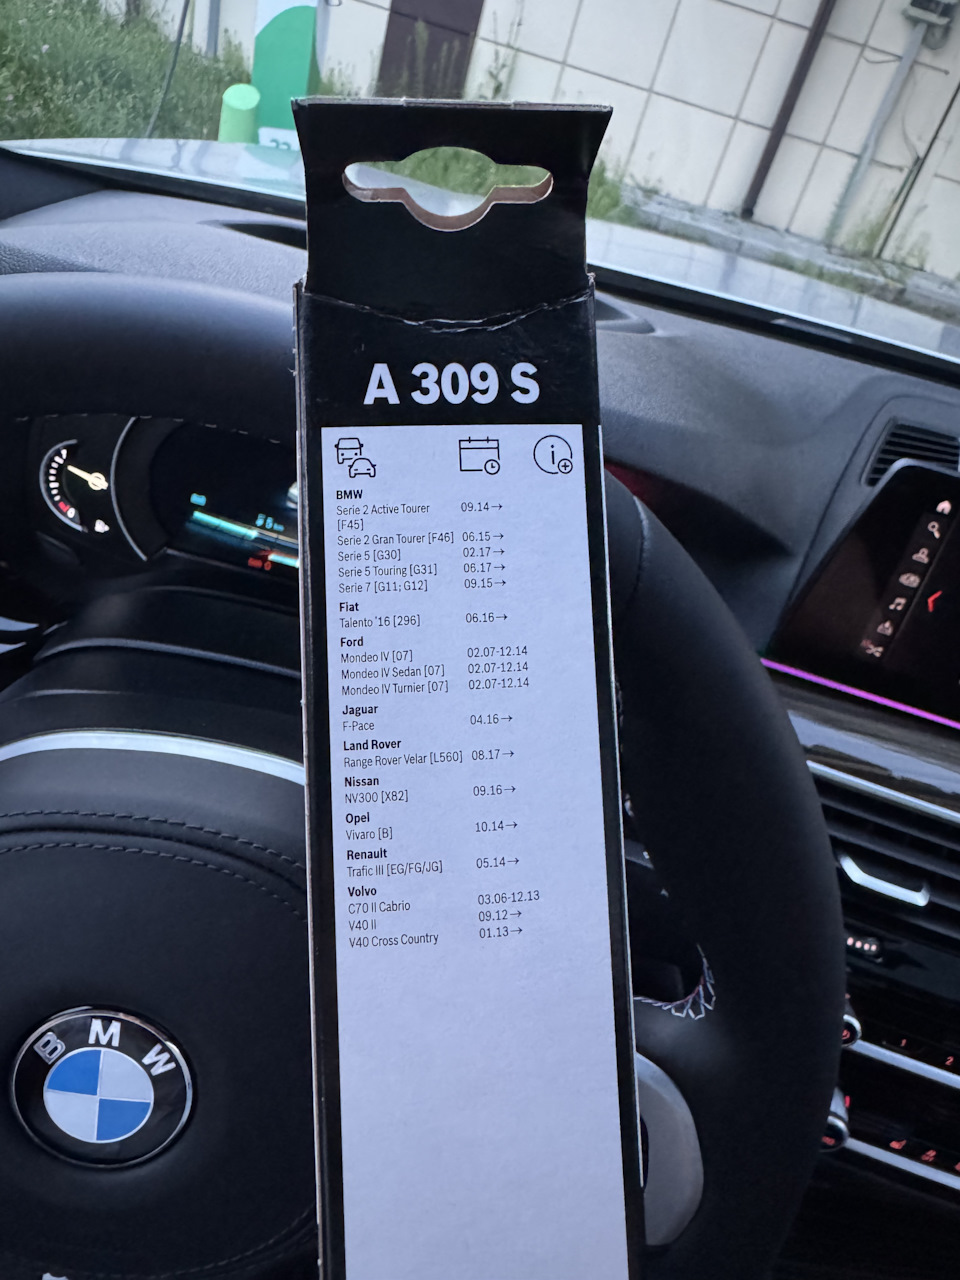 A 309 S
BMW
Serie 2 Active Tourer [F45] 09.14→
Serie 2 Gran Tourer [F46] 06.15→
Serie 5 [G30] 02.17→
Serie 5 Touring [G31] 06.17→
Serie 7 [G11; G12] 09.15→
Fiat
Talento '16 [296] 06.16→
Ford
Mondeo IV [07] 02.07-12.14
Mondeo IV Sedan [07] 02.07-12.14
Mondeo IV Turnier [07] 02.07-12.14
Jaguar
F-Pace 04.16→
Land Rover
Range Rover Velar [L560] 08.17→
Nissan
NV300 [X82] 09.16→
Opel
Vivaro [B] 10.14→
Renault
Trafic III [EG/FG/JG] 05.14→
Volvo
C70 II Cabrio 03.06-12.13
V40 II 09.12→
V40 Cross Country 01.13→
BMW
1
2